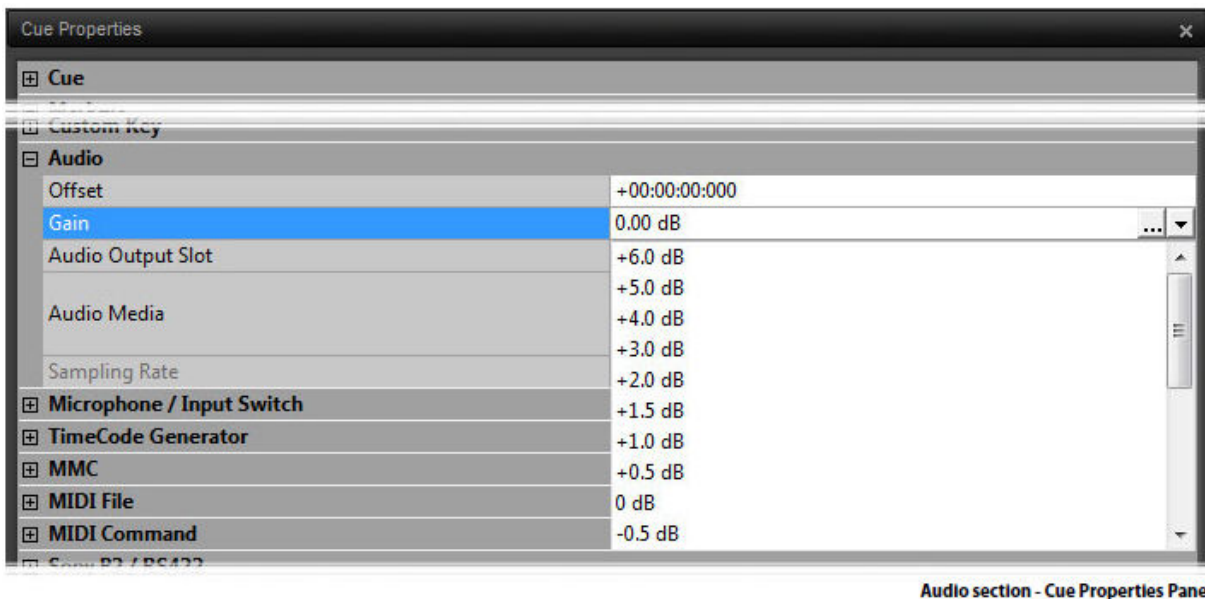 Cue Properties
Cue
Custom Key
Audio
Offset +00:00:00:000
Gain 0.00 dB ...
Audio Output Slot +6.0 dB
+5.0 dB
Audio Media +4.0 dB
+3.0 dB
Sampling Rate +2.0 dB
Microphone / Input Switch +1.5 dB
TimeCode Generator +1.0 dB
MMC +0.5 dB
MIDI File 0 dB
MIDI Command -0.5 dB
Audio section - Cue Properties Pane